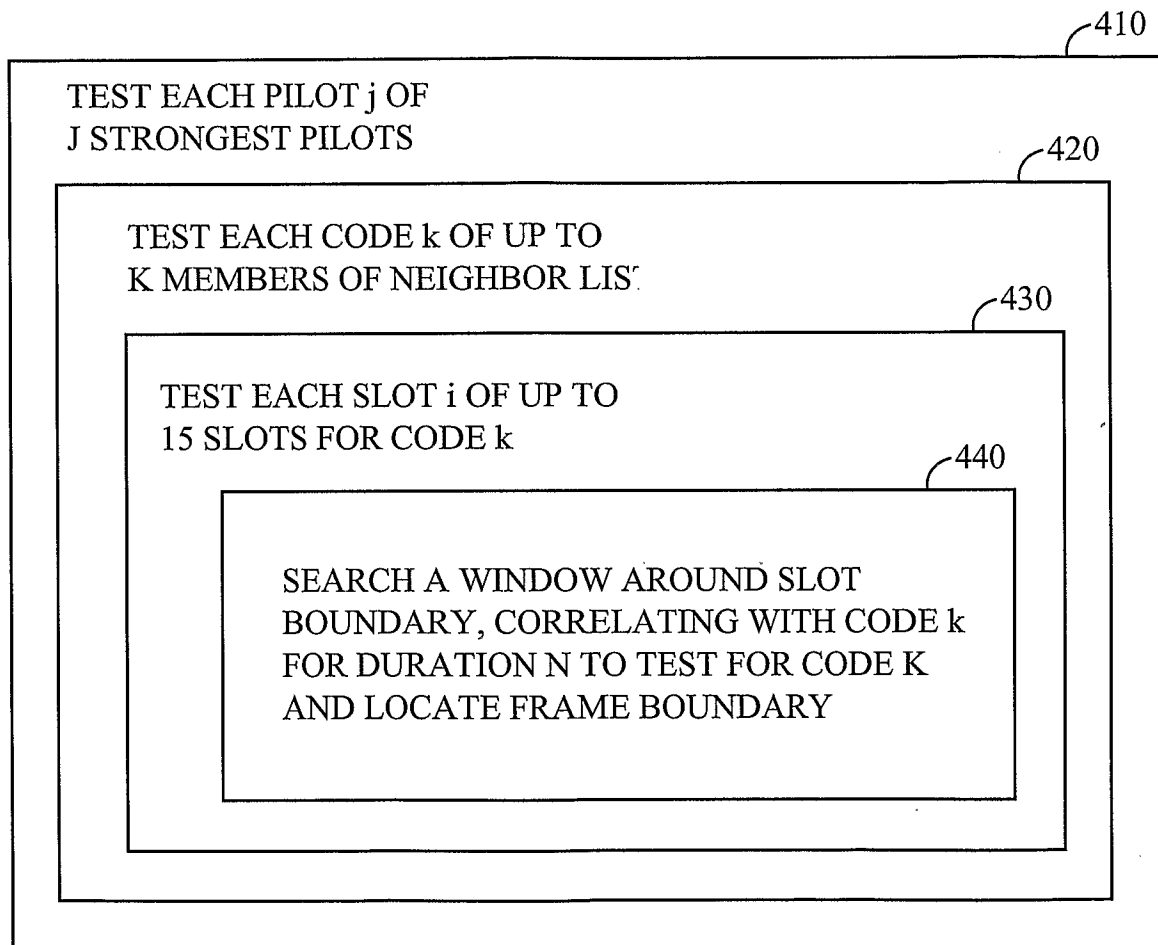 410
TEST EACH PILOT j OF
J STRONGEST PILOTS
420
TEST EACH CODE k OF UP TO
K MEMBERS OF NEIGHBOR LIS
430
TEST EACH SLOT i OF UP TO
15 SLOTS FOR CODE k
440
SEARCH A WINDOW AROUND SLOT
BOUNDARY, CORRELATING WITH CODE k
FOR DURATION N TO TEST FOR CODE K
AND LOCATE FRAME BOUNDARY